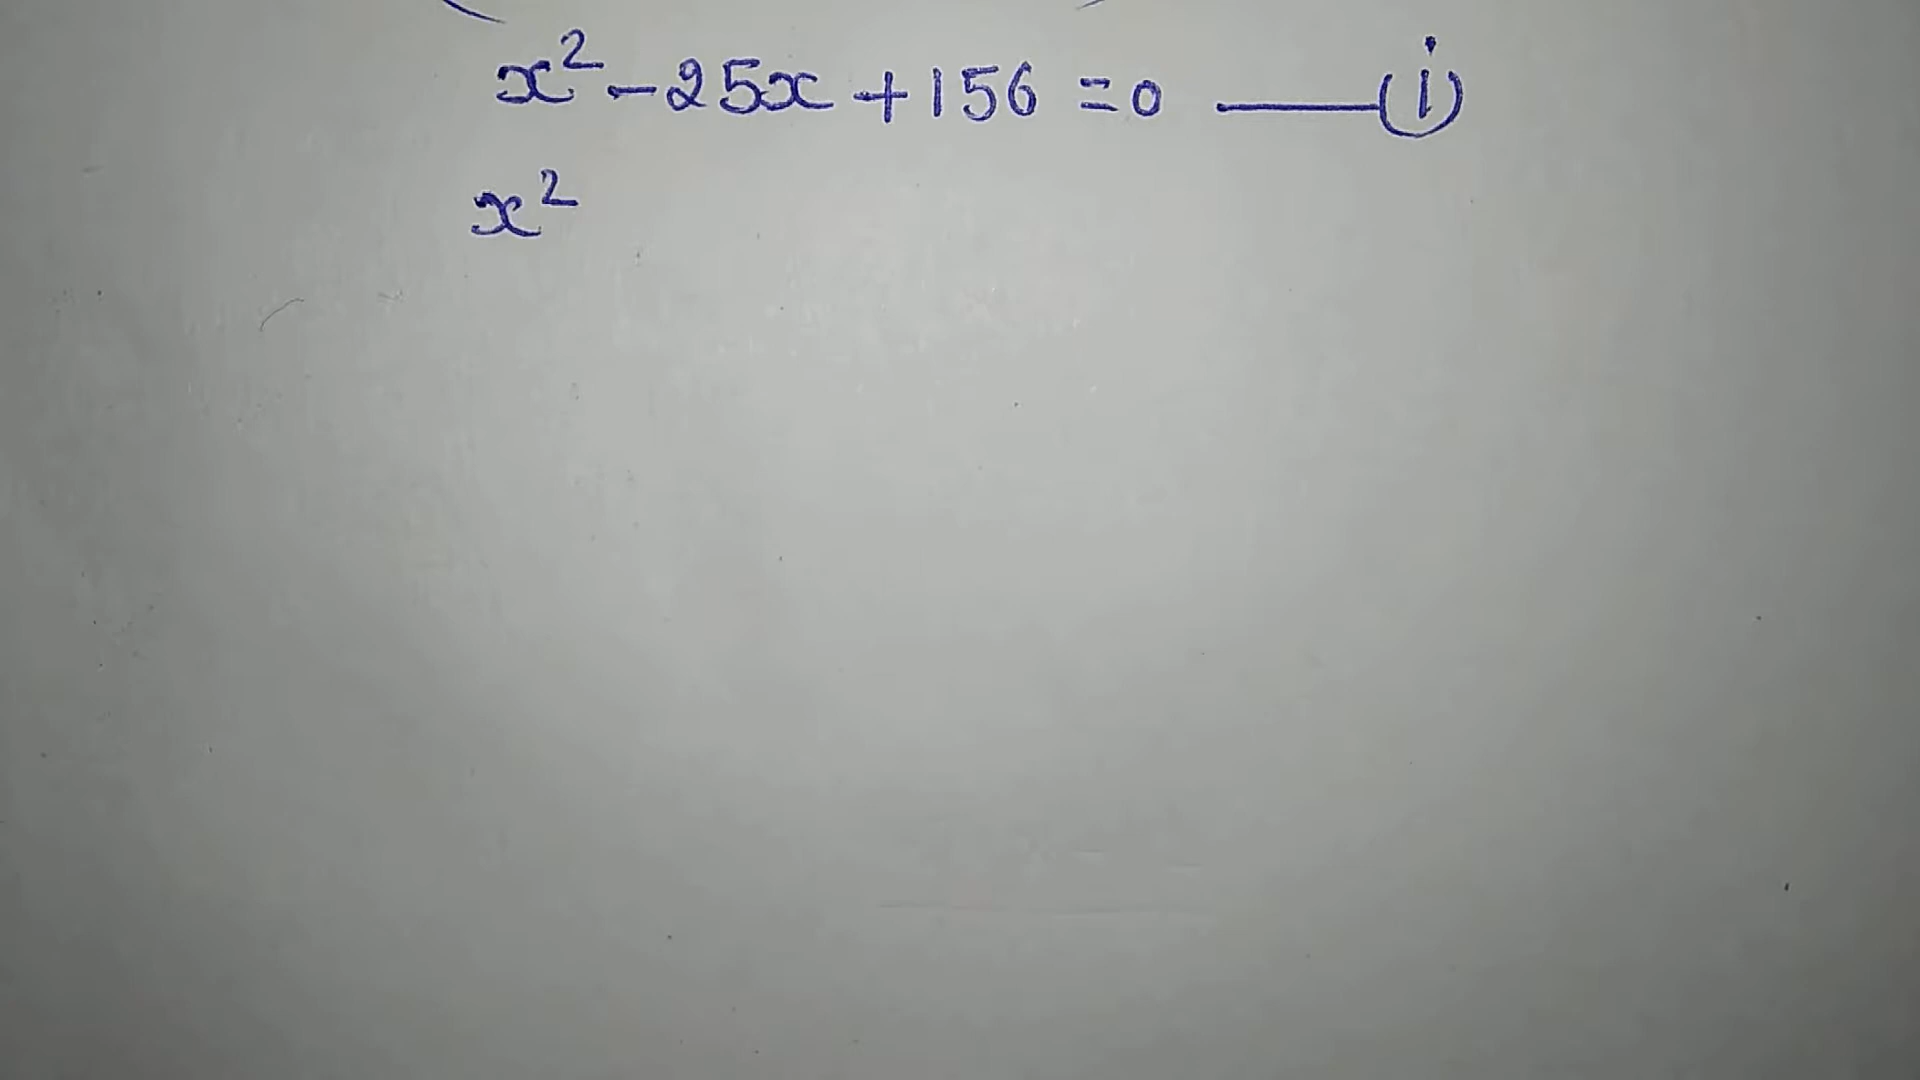 x² - 25x + 156 = 0 —— (i)
x²